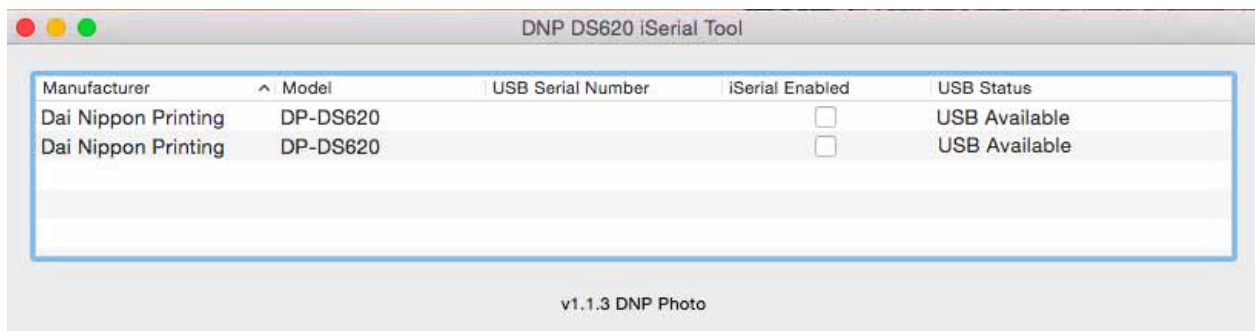 DNP DS620 iSerial Tool
Manufacturer Model USB Serial Number iSerial Enabled USB Status
Dai Nippon Printing DP-DS620 USB Available
Dai Nippon Printing DP-DS620 USB Available
v1.1.3 DNP Photo